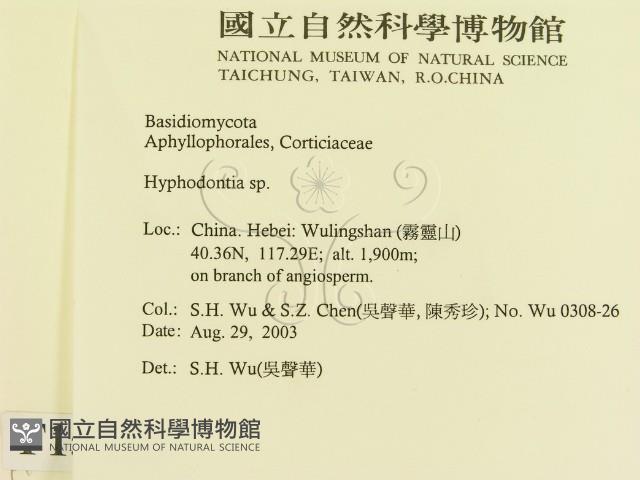 國立自然科學博物館
NATIONAL MUSEUM OF NATURAL SCIENCE
TAICHUNG, TAIWAN, R.O.CHINA
Basidiomycota
Aphyllophorales, Corticiaceae
Hyphodontia sp.
Loc.: China. Hebei: Wulingshan (霧靈山)
40.36N, 117.29E; alt. 1,900m;
on branch of angiosperm.
Col.: S.H. Wu & S.Z. Chen(吳聲華, 陳秀珍); No. Wu 0308-26
Date: Aug. 29, 2003
Det.: S.H. Wu(吳聲華)
國立自然科學博物館
NATIONAL MUSEUM OF NATURAL SCIENCE